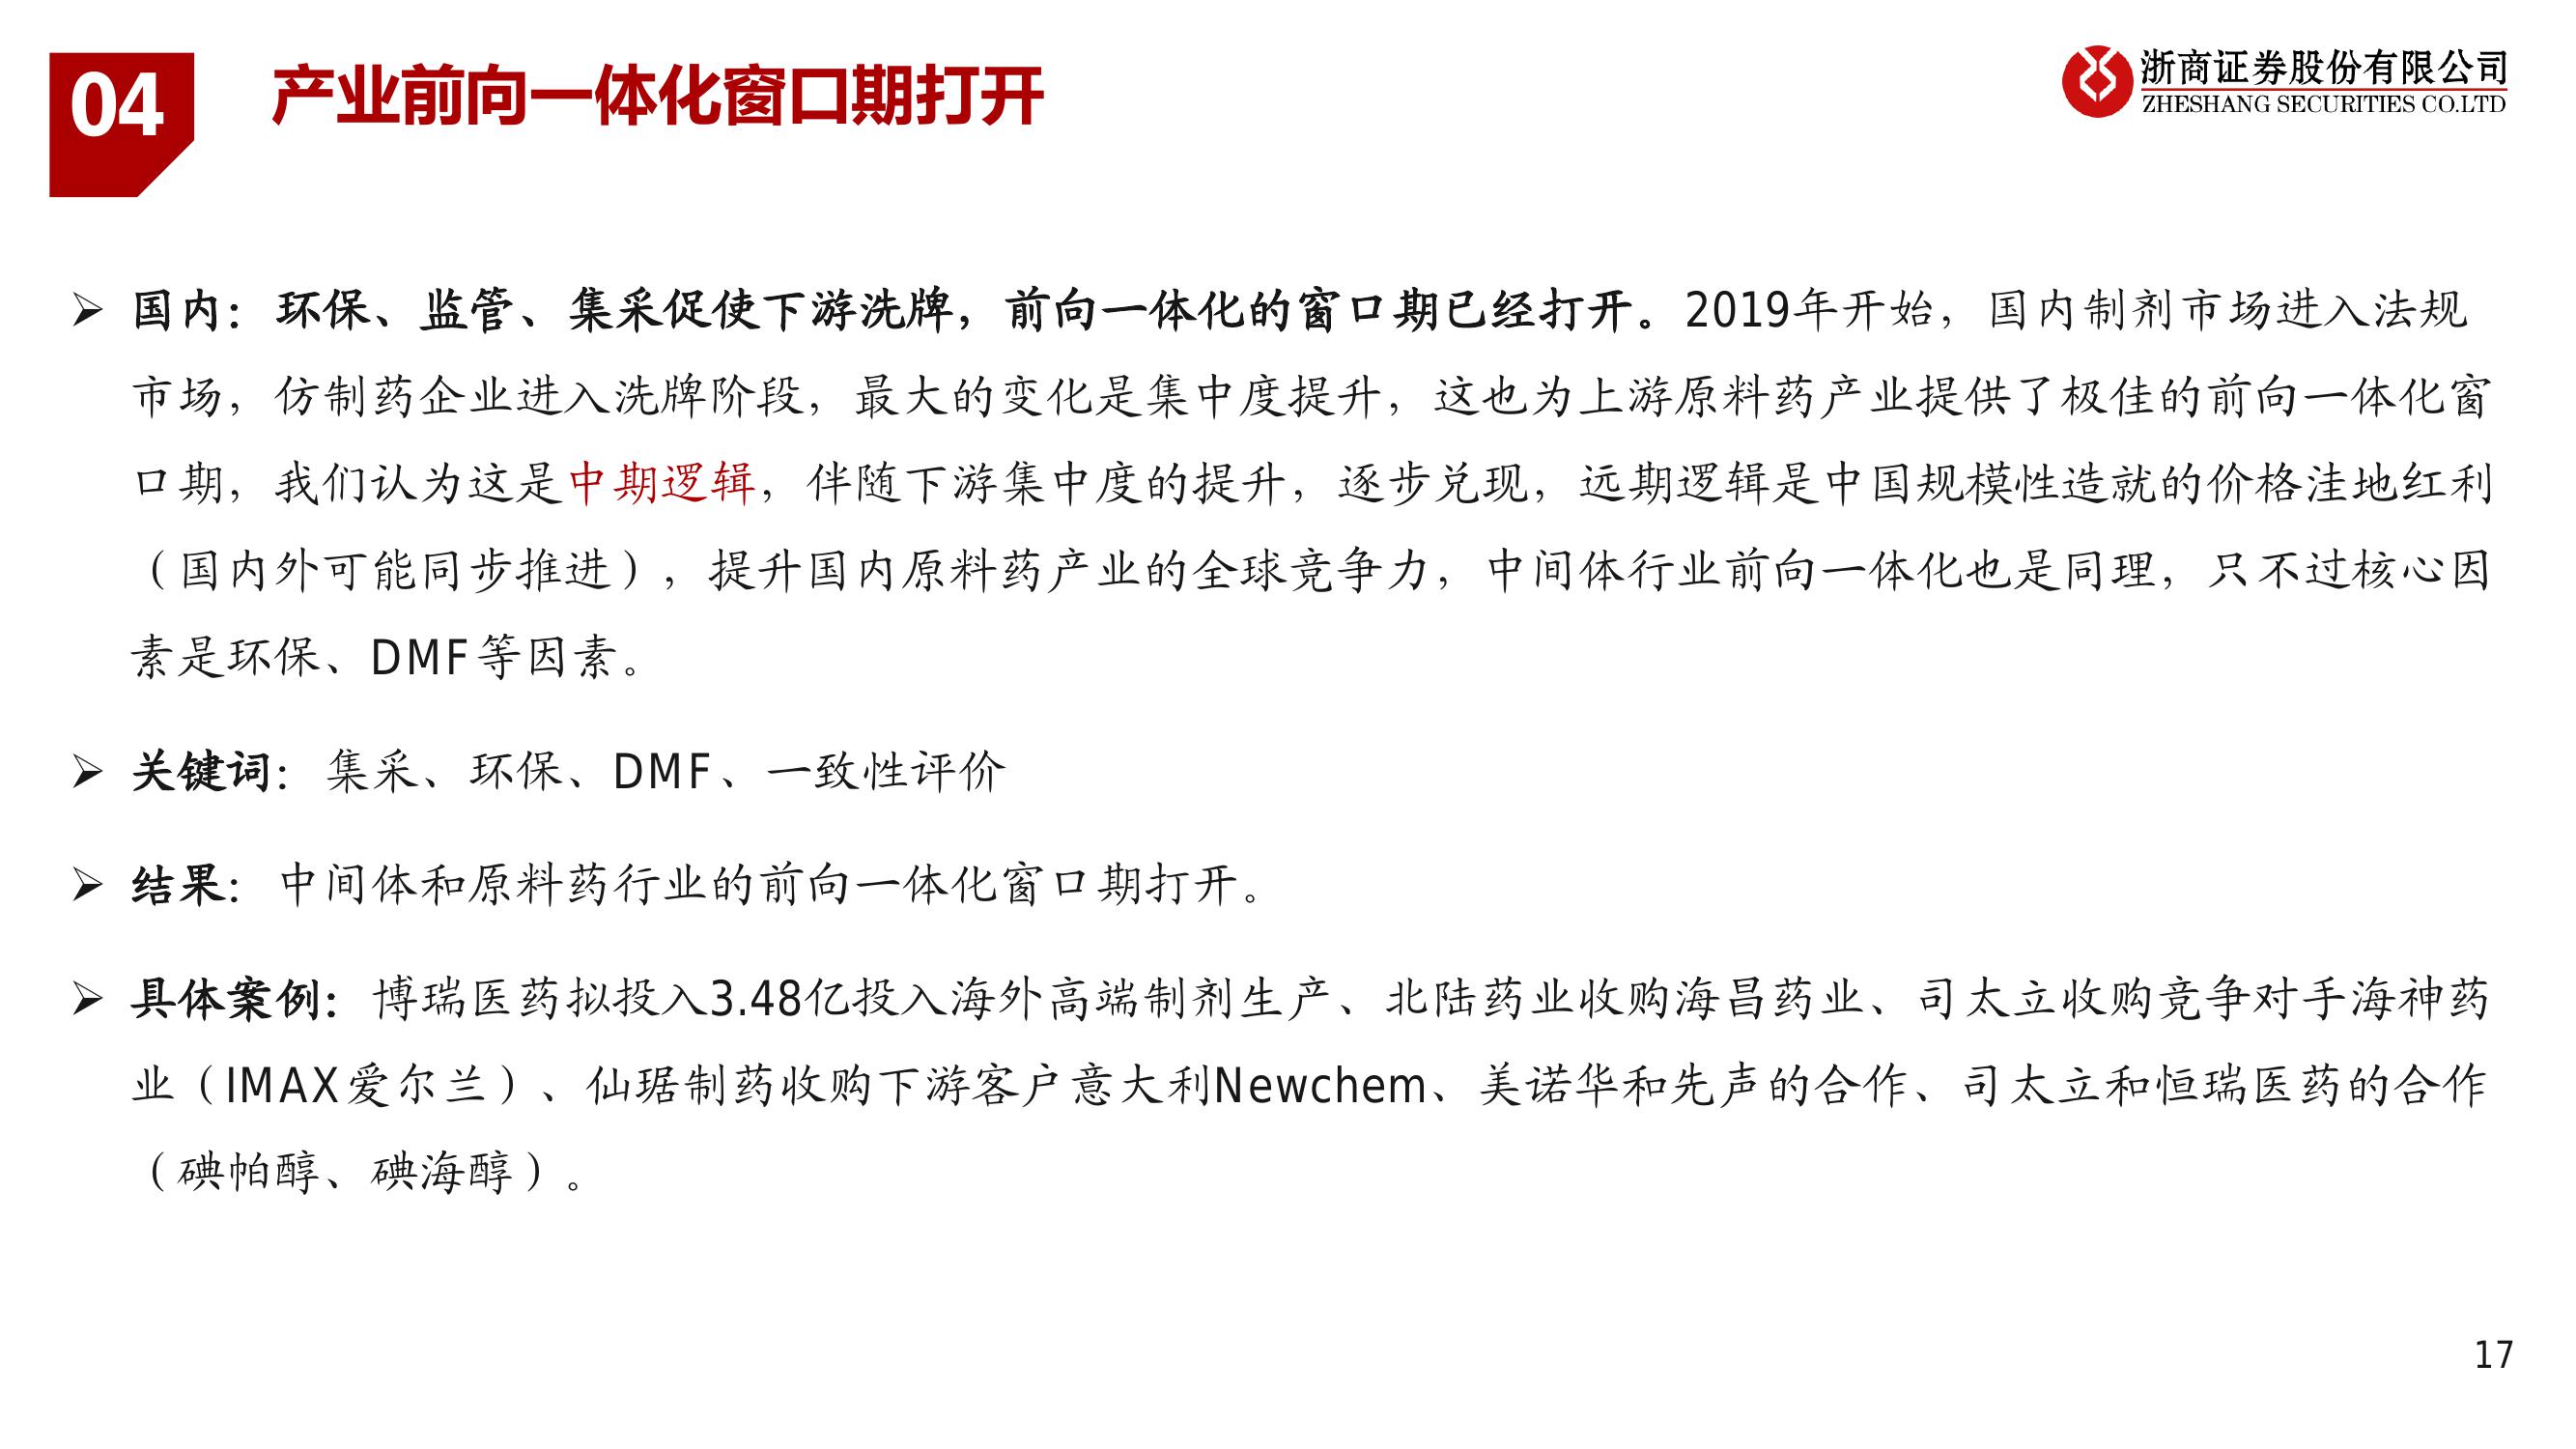 04
产业前向一体化窗口期打开
浙商证券股份有限公司
ZHESHANG SECURITIES CO.LTD
➢ 国内：环保、监管、集采促使下游洗牌，前向一体化的窗口期已经打开。2019年开始，国内制剂市场进入法规
市场，仿制药企业进入洗牌阶段，最大的变化是集中度提升，这也为上游原料药产业提供了极佳的前向一体化窗
口期，我们认为这是中期逻辑，伴随下游集中度的提升，逐步兑现，远期逻辑是中国规模性造就的价格洼地红利
（国内外可能同步推进），提升国内原料药产业的全球竞争力，中间体行业前向一体化也是同理，只不过核心因
素是环保、DMF等因素。
➢ 关键词：集采、环保、DMF、一致性评价
➢ 结果：中间体和原料药行业的前向一体化窗口期打开。
➢ 具体案例：博瑞医药拟投入3.48亿投入海外高端制剂生产、北陆药业收购海昌药业、司太立收购竞争对手海神药
业（IMAX爱尔兰）、仙琚制药收购下游客户意大利Newchem、美诺华和先声的合作、司太立和恒瑞医药的合作
（碘帕醇、碘海醇）。
17